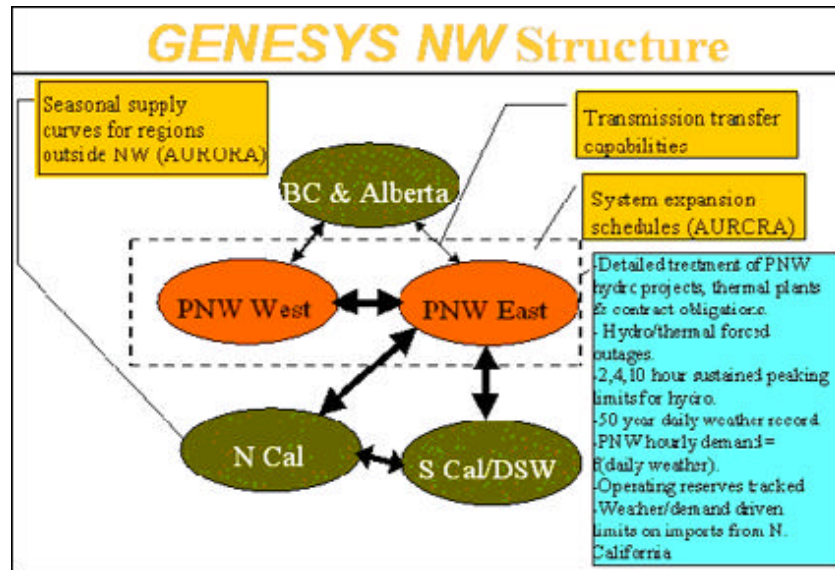 GENESYS NW Structure
Seasonal supply
curves for regions
outside NW (AURORA)
Transmission transfer
capabilities
BC & Alberta
System expansion
schedules (AURCRA)
PNW West
PNW East
-Detailed treetment of PNW
hydrc projects, thermal plants
& contract obligations.
- Hydro/thermal forced
outages.
-2,4,10 hour sustained peaking
limits for hydro.
-50 year daily weather record
-PNW hourly demand =
f(daily weather).
-Operating reserves tracked
-Weather/demand driven
limits on imports from N.
California
N Cal
S Cal/DSW